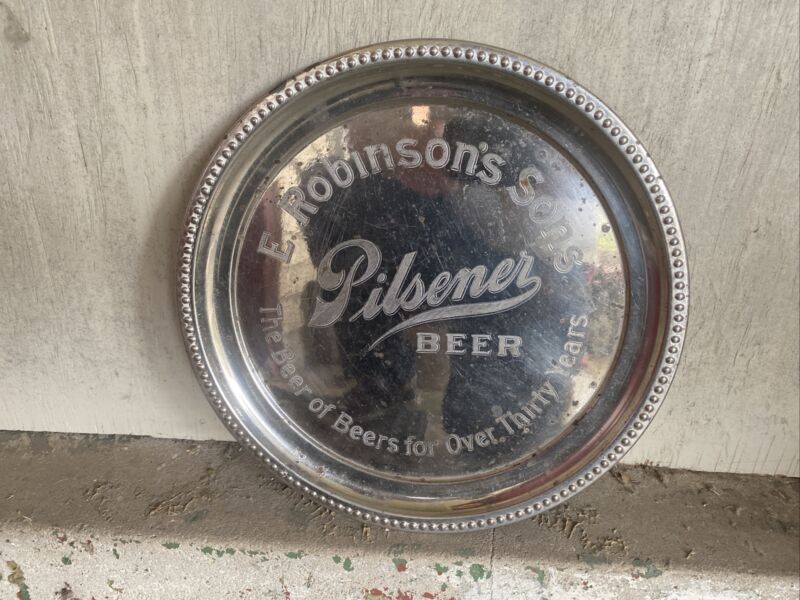 E Robinson's Sons
Pilsener
BEER
The Beer of Beers for Over Thirty Years